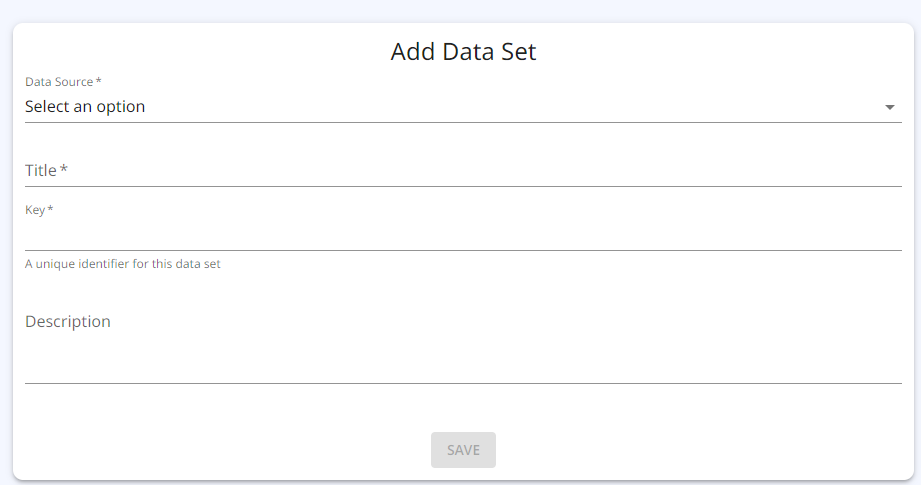 Add Data Set
Data Source *
Select an option
Title *
Key *
A unique identifier for this data set
Description
SAVE